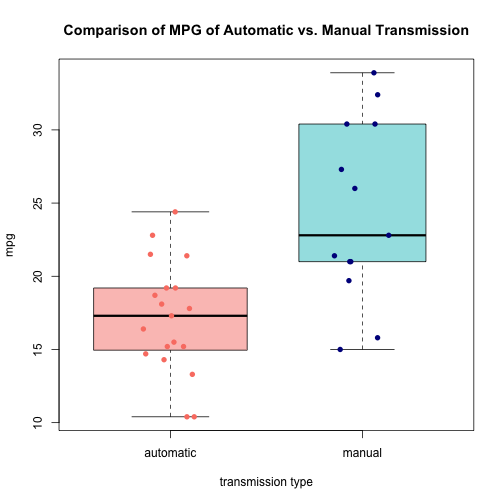 Comparison of MPG of Automatic vs. Manual Transmission
mpg
30
25
20
15
10
automatic manual
transmission type